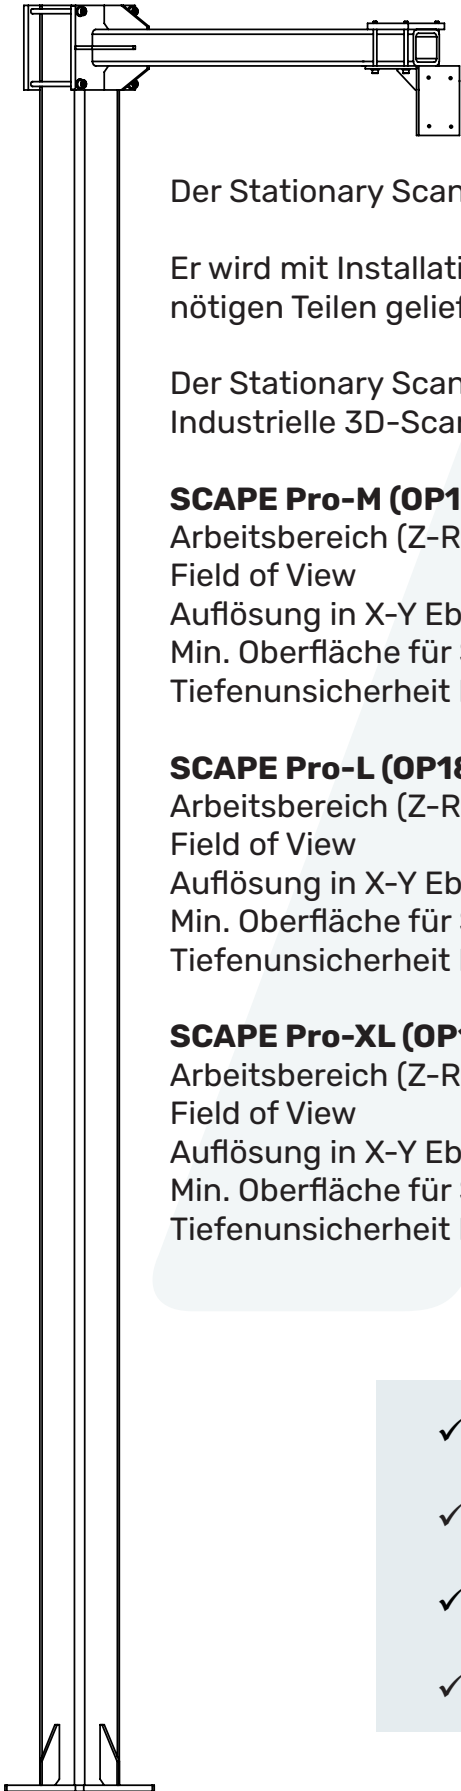 Der Stationary Scan
Er wird mit Installati
nötigen Teilen gelief
Der Stationary Scan
Industrielle 3D-Scan
SCAPE Pro-M (OP1
Arbeitsbereich (Z-R
Field of View
Auflösung in X-Y Eb
Min. Oberfläche für
Tiefenunsicherheit
SCAPE Pro-L (OP18
Arbeitsbereich (Z-R
Field of View
Auflösung in X-Y Eb
Min. Oberfläche für
Tiefenunsicherheit
SCAPE Pro-XL (OP1
Arbeitsbereich (Z-R
Field of View
Auflösung in X-Y Eb
Min. Oberfläche für
Tiefenunsicherheit